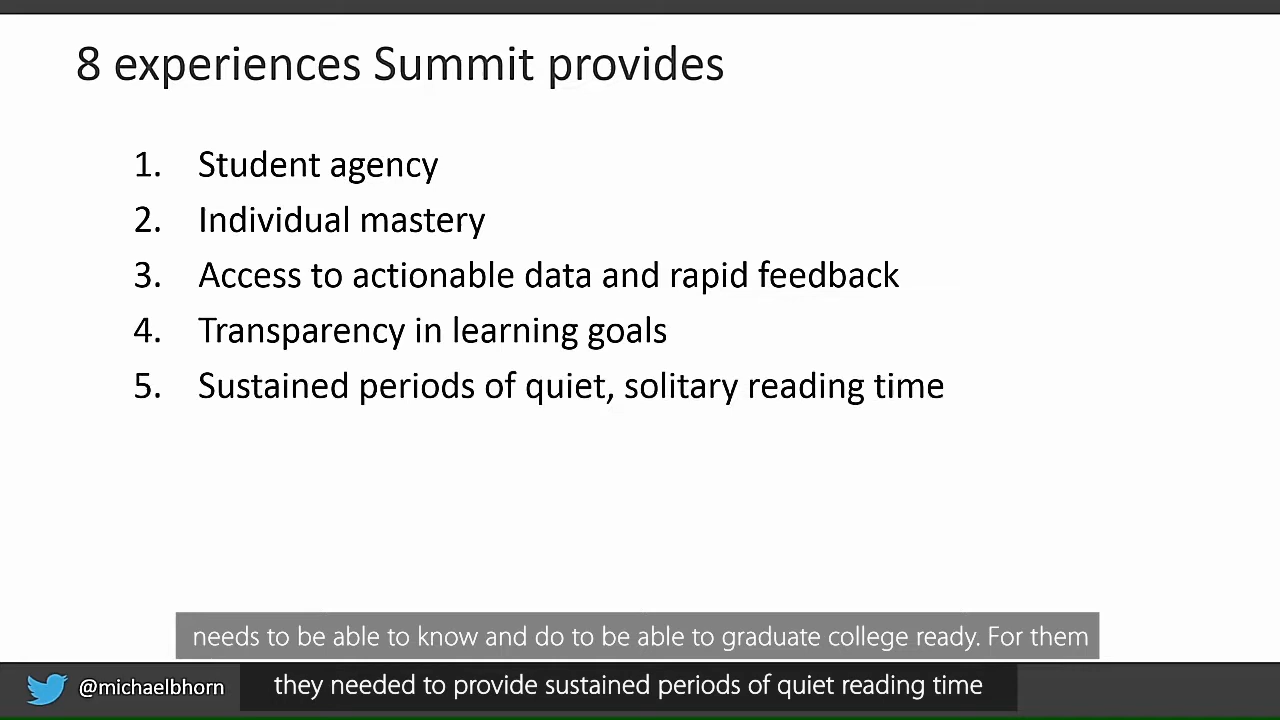 8 experiences Summit provides
1. Student agency
2. Individual mastery
3. Access to actionable data and rapid feedback
4. Transparency in learning goals
5. Sustained periods of quiet, solitary reading time
needs to be able to know and do to be able to graduate college ready. For them
they needed to provide sustained periods of quiet reading time
@michaelbhorn